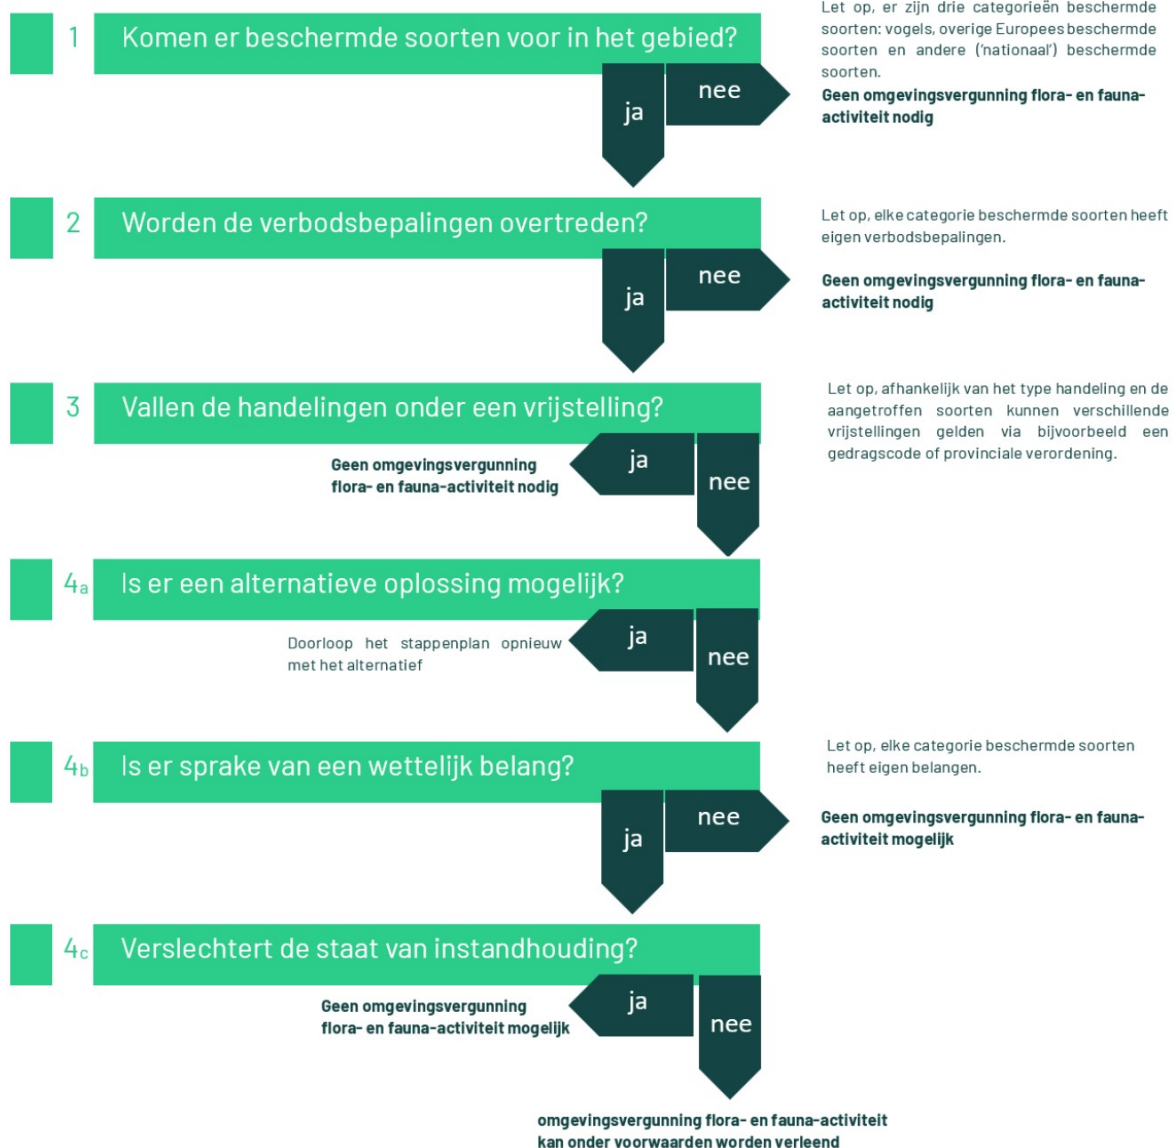 Let op, er zijn drie categorieën beschermde
soorten: vogels, overige Europees beschermde
soorten en andere ('nationaal') beschermde
soorten.
1 Komen er beschermde soorten voor in het gebied?
ja
nee
Geen omgevingsvergunning flora- en fauna-
activiteit nodig
2 Worden de verbodsbepalingen overtreden?
Let op, elke categorie beschermde soorten heeft
eigen verbodsbepalingen.
ja
nee
Geen omgevingsvergunning flora- en fauna-
activiteit nodig
3 Vallen de handelingen onder een vrijstelling?
Let op, afhankelijk van het type handeling en de
aangetroffen soorten kunnen verschillende
vrijstellingen gelden via bijvoorbeeld een
gedragscode of provinciale verordening.
Geen omgevingsvergunning
flora- en fauna-activiteit nodig
ja
nee
4a Is er een alternatieve oplossing mogelijk?
Doorloop het stappenplan opnieuw
met het alternatief
ja
nee
4b Is er sprake van een wettelijk belang?
Let op, elke categorie beschermde soorten
heeft eigen belangen.
ja
nee
Geen omgevingsvergunning flora- en fauna-
activiteit mogelijk
4c Verslechtert de staat van instandhouding?
Geen omgevingsvergunning
flora- en fauna-activiteit mogelijk
ja
nee
omgevingsvergunning flora- en fauna-activiteit
kan onder voorwaarden worden verleend